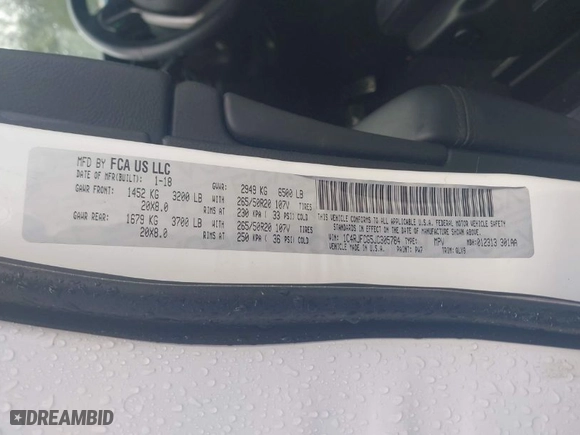 MFD BY FCA US LLC
DATE OF MFR(BUILT) 1-18 GVWR: 2949 KG 6500 LB
GAWR FRONT: 1452 KG 3200 LB WITH 265/50R20 107V TIRES
20X8.0 RIMS AT 230 KPA ( 33 PSI) COLD
GAWR REAR: 1679 KG 3700 LB WITH 265/50R20 107V TIRES
20X8.0 RIMS AT 250 KPA ( 36 PSI) COLD
THIS VEHICLE CONFORMS TO ALL APPLICABLE U.S.A. FEDERAL MOTOR VEHICLE SAFETY
STANDARDS IN EFFECT ON THE DATE OF MANUFACTURE SHOWN ABOVE.
VIN: TYPE: MPV MDH:012313 301AA
VEHICLE MADE IN U.S.A. PAINT: PW7 TRIM:
DREAMBID